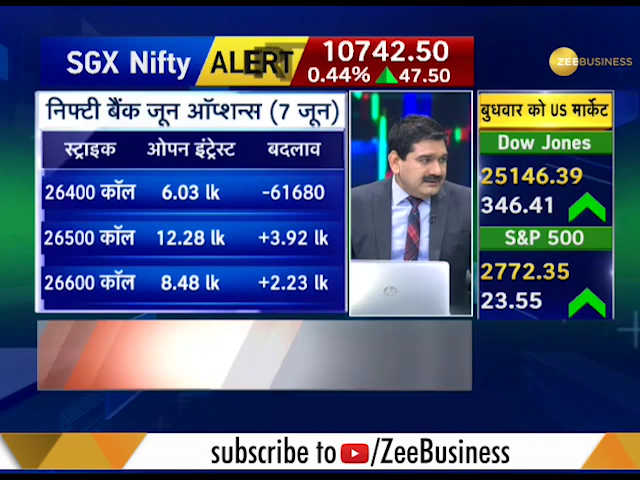 SGX Nifty ALERT 10742.50
0.44% 47.50
ZEEBUSINESS
निफ्टी बैंक जून ऑप्शन्स (7 जून)
स्ट्राइक ओपन इंट्रेस्ट बदलाव
26400 कॉल 6.03 lk -61680
26500 कॉल 12.28 lk +3.92 lk
26600 कॉल 8.48 lk +2.23 lk
बुधवार को US मार्केट
Dow Jones
25146.39
346.41
S&P 500
2772.35
23.55
subscribe to /ZeeBusiness